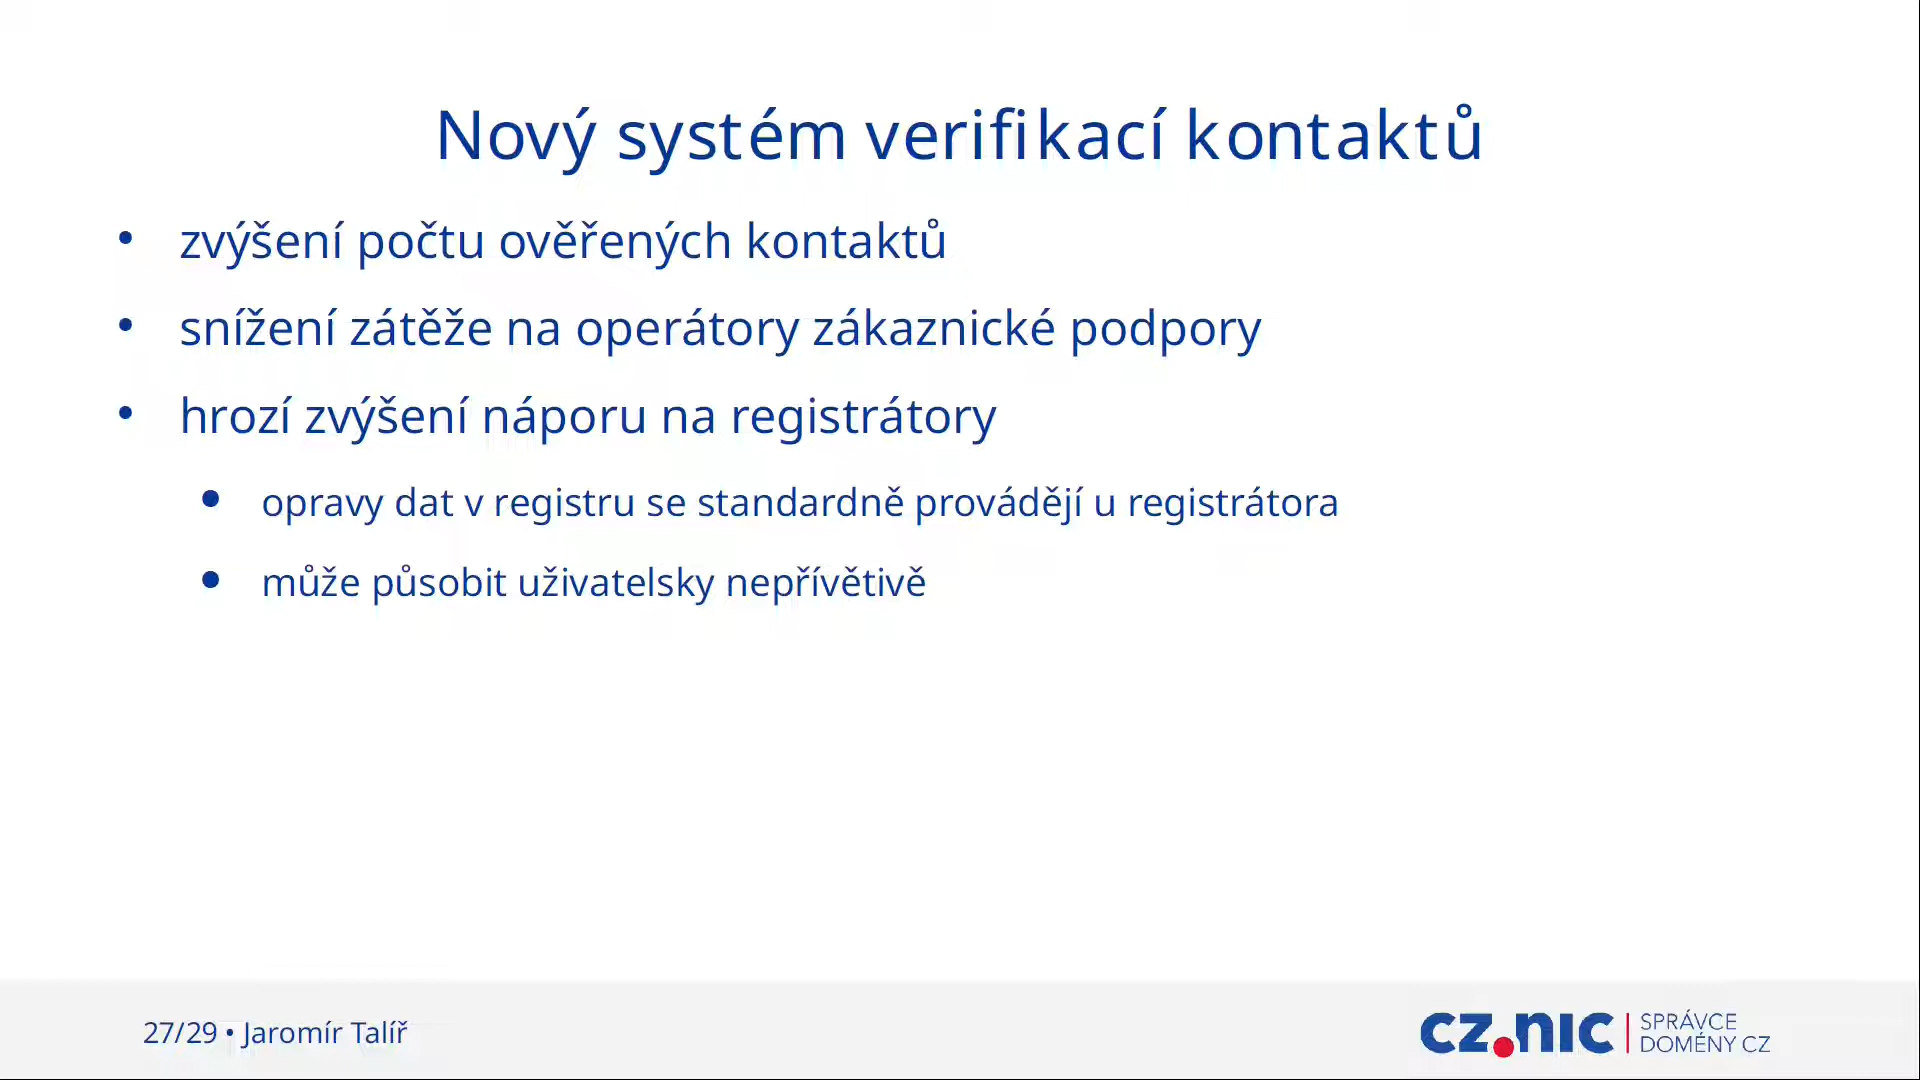 Nový systém verifikací kontaktů
• zvýšení počtu ověřených kontaktů
• snížení zátěže na operátory zákaznické podpory
• hrozí zvýšení náporu na registrátory
• opravy dat v registru se standardně provádějí u registrátora
• může působit uživatelsky nepřívětivě
27/29 • Jaromír Talíř
cz.nic | SPRÁVCE
DOMÉNY CZ